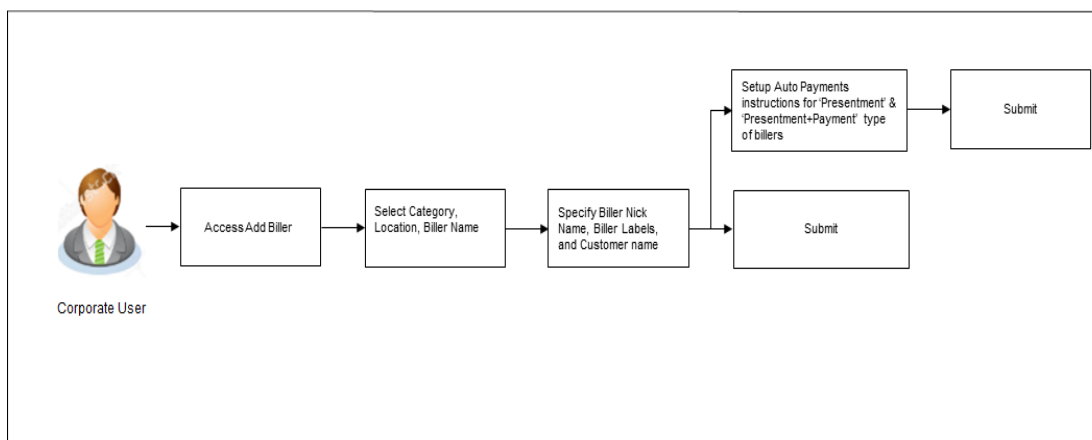 Setup Auto Payments
instructions for 'Presentment' &
'Presentment+Payment' type
of billers
Submit
Access Add Biller
Select Category,
Location, Biller Name
Specify Biller Nick
Name, Biller Labels,
and Customer name
Submit
Corporate User